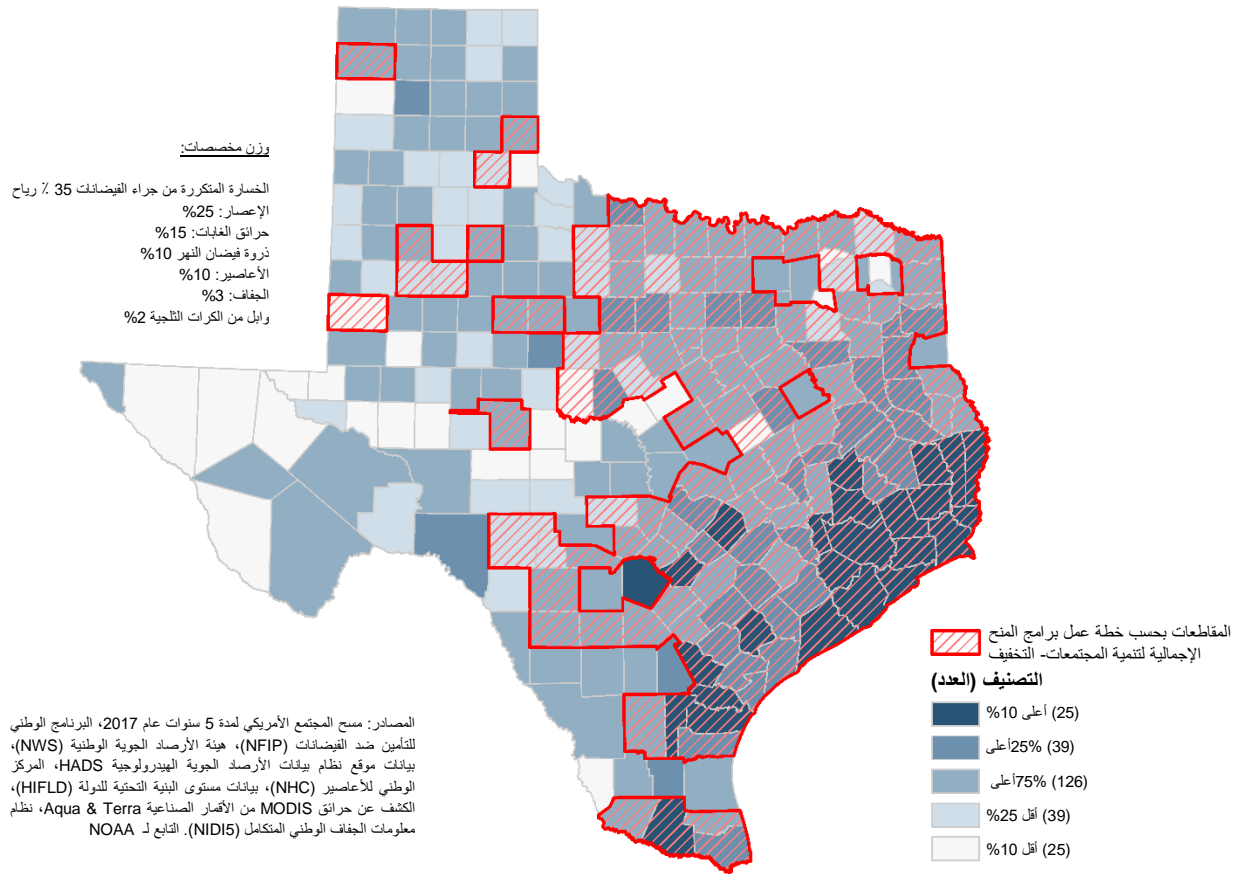 وزن مخصصات:
الخسارة المتكررة من جراء الفيضانات 35 ٪ رياح
الإعصار: 25%
حرائق الغابات: 15%
ذروة فيضان النهر 10%
الأعاصير: 10%
الجفاف: 3%
وابل من الكرات الثلجية 2%
المقاطعات بحسب خطة عمل برامج المنح
الإجمالية لتنمية المجتمعات- التخفيف
التصنيف (العدد)
(25) أعلى 10%
(39) 25%أعلى
(126) 75%أعلى
(39) أقل 25%
(25) أقل 10%
المصادر: مسح المجتمع الأمريكي لمدة 5 سنوات عام 2017، البرنامج الوطني
للتأمين ضد الفيضانات (NFIP)، هيئة الأرصاد الجوية الوطنية (NWS)،
بيانات موقع نظام بيانات الأرصاد الجوية الهيدرولوجية HADS، المركز
الوطني للأعاصير (NHC)، بيانات مستوى البنية التحتية للدولة (HIFLD)،
الكشف عن حرائق MODIS من الأقمار الصناعية Aqua & Terra، نظام
معلومات الجفاف الوطني المتكامل (NIDI5). التابع لـ NOAA